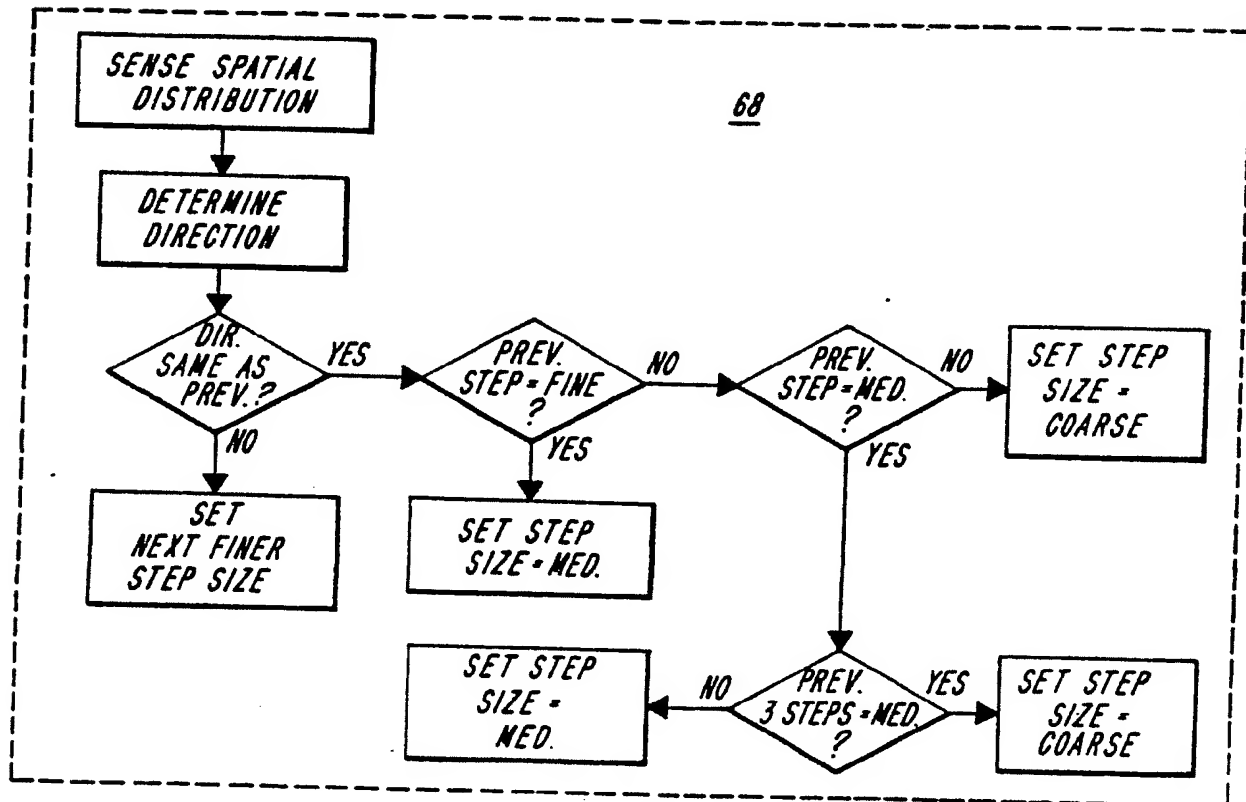 SENSE SPATIAL
DISTRIBUTION
68
DETERMINE
DIRECTION
DIR.
SAME AS
PREV.?
YES
PREV.
STEP=FINE
?
NO
PREV.
STEP=MED.
?
NO
SET STEP
SIZE =
COARSE
NO
YES
YES
SET
NEXT FINER
STEP SIZE
SET STEP
SIZE=MED.
SET STEP
SIZE =
MED.
NO
PREV.
3 STEPS=MED.
?
YES
SET STEP
SIZE =
COARSE